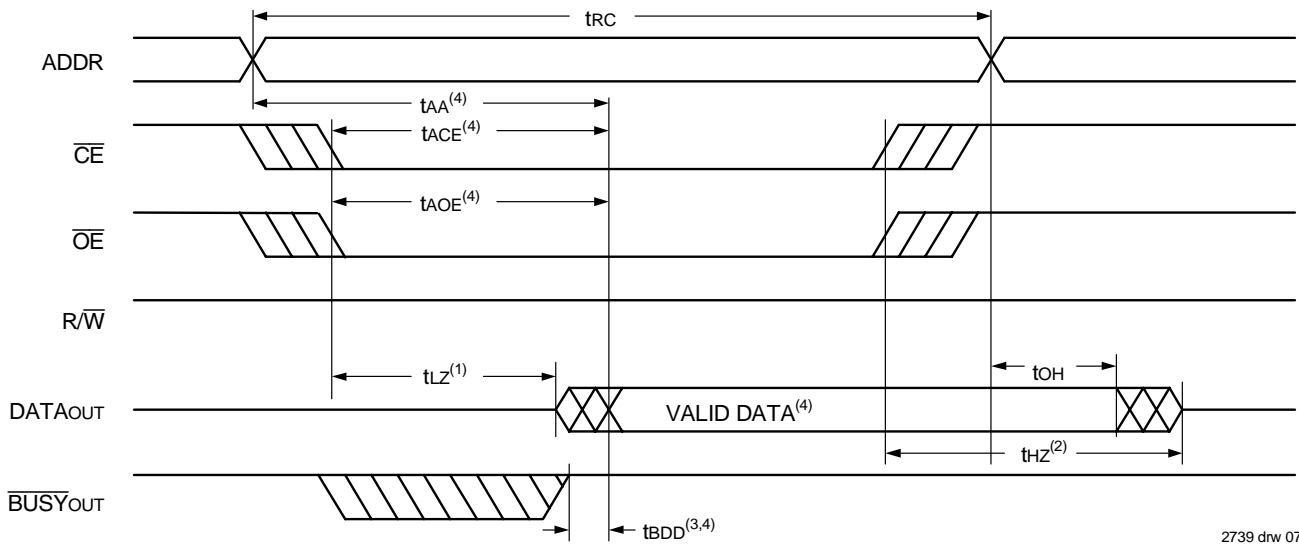 tRC
ADDR
tAA(4)
tACE(4)
CE
tAOE(4)
OE
R/W
tLZ(1)
tOH
DATAOUT
VALID DATA(4)
tHZ(2)
BUSYOUT
tBDD(3,4)
2739 drw 07